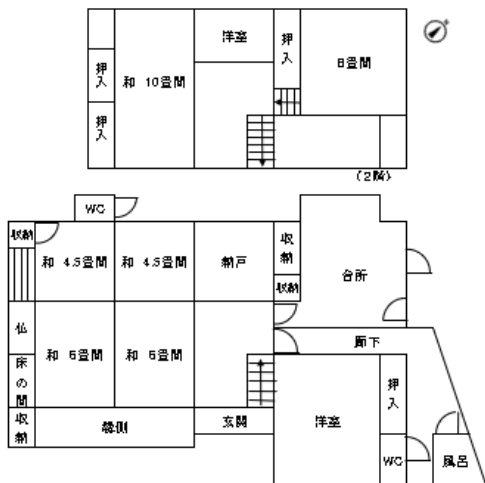 洋室
押入
8畳間
押入
和 10畳間
押入
(2階)
WC
収納
和 4.5畳間
和 4.5畳間
納戸
収納
収納
台所
仏
和 6畳間
和 6畳間
廊下
床の間
押入
収納
縁側
玄関
洋室
WC
風呂